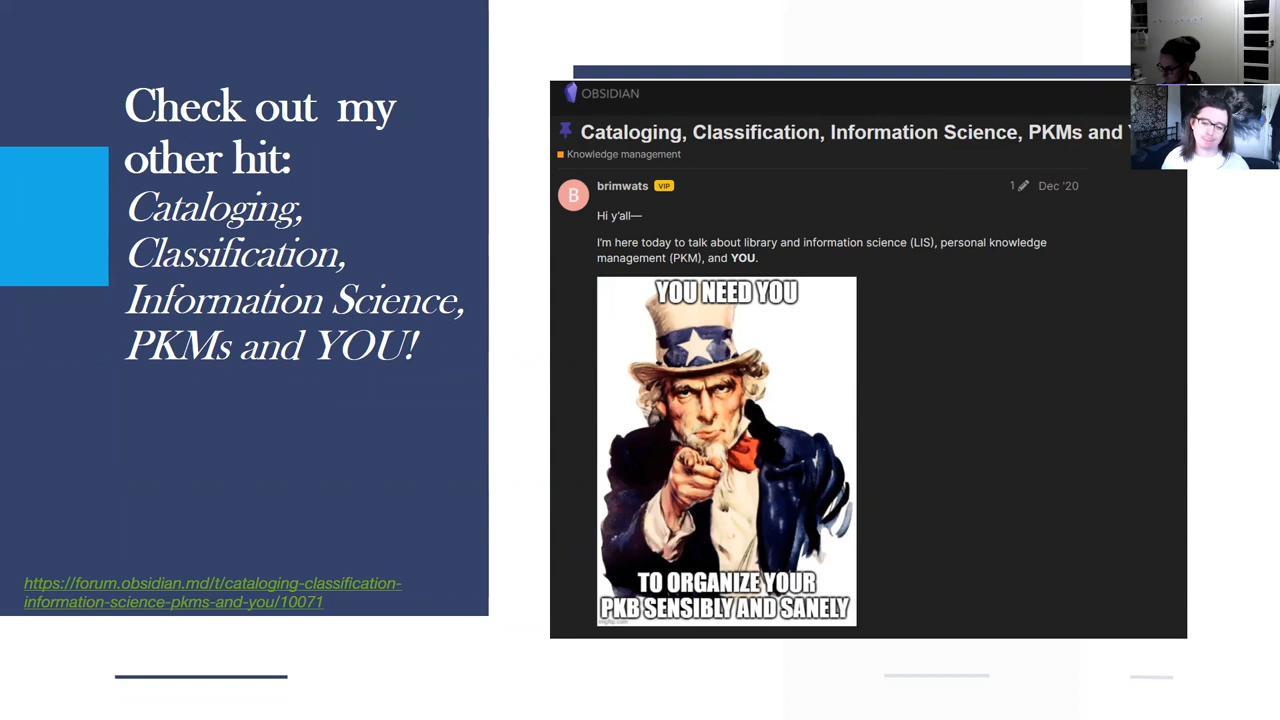 Check out my
other hit:
Cataloging,
Classification,
Information Science,
PKMs and YOU!
https://forum.obsidian.md/t/cataloging-classification-
information-science-pkms-and-you/10071
OBSIDIAN
Cataloging, Classification, Information Science, PKMs and
Knowledge management
B
brimwats VIP
1 Dec '20
Hi y'all—
I'm here today to talk about library and information science (LIS), personal knowledge
management (PKM), and YOU.
YOU NEED YOU
TO ORGANIZE YOUR
PKB SENSIBLY AND SANELY
imgflip.com